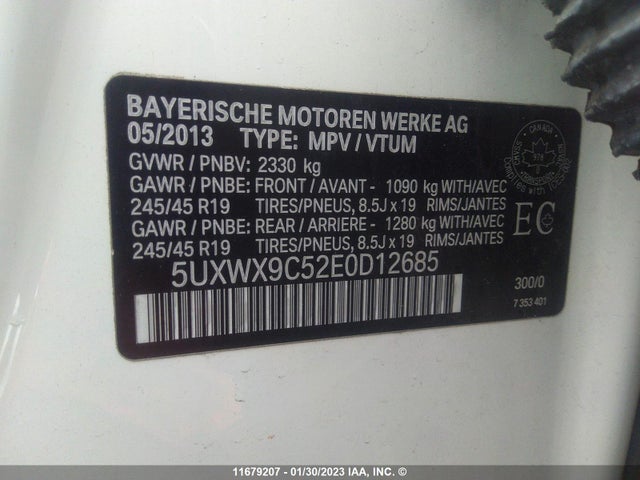 BAYERISCHE MOTOREN WERKE AG
05/2013 TYPE: MPV / VTUM
GVWR / PNBV: 2330 kg
GAWR / PNBE: FRONT / AVANT - 1090 kg WITH/AVEC
245/45 R19 TIRES/PNEUS, 8.5J x 19 RIMS/JANTES
GAWR / PNBE: REAR / ARRIERE - 1280 kg WITH/AVEC
245/45 R19 TIRES/PNEUS, 8.5J x 19 RIMS/JANTES
5UXWX9C52E0D12685
CANADA
978
EC
300/0
7 353 401
11679207 - 01/30/2023 IAA, INC. ©